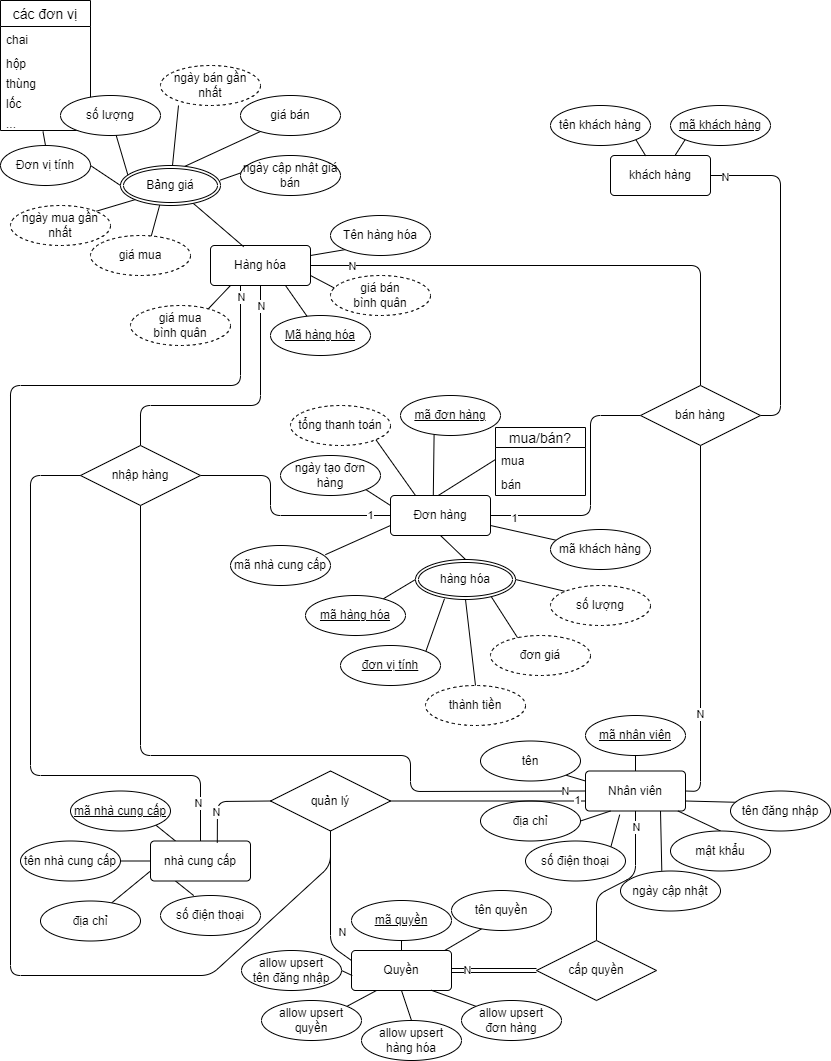 các đơn vị
chai
hộp
thùng
lốc
...
ngày bán gần
nhất
số lượng
giá bán
Đơn vị tính
Bảng giá
ngày cập nhật giá
bán
ngày mua gần
nhất
giá mua
tên khách hàng
mã khách hàng
khách hàng
N
Tên hàng hóa
Hàng hóa
N
giá bán
bình quân
N
N
giá mua
bình quân
Mã hàng hóa
bán hàng
tổng thanh toán
mã đơn hàng
mua/bán?
mua
bán
nhập hàng
ngày tạo đơn
hàng
1
Đơn hàng
1
mã nhà cung cấp
mã khách hàng
hàng hóa
mã hàng hóa
số lượng
đơn vị tính
đơn giá
thành tiền
N
mã nhân viên
tên
N
Nhân viên
1
quản lý
N
N
mã nhà cung cấp
địa chỉ
tên đăng nhập
N
tên nhà cung cấp
nhà cung cấp
số điện thoại
mật khẩu
ngày cập nhật
địa chỉ
số điện thoại
N
mã quyền
tên quyền
allow upsert
tên đăng nhập
Quyền
N
cấp quyền
allow upsert
quyền
allow upsert
hàng hóa
allow upsert
đơn hàng